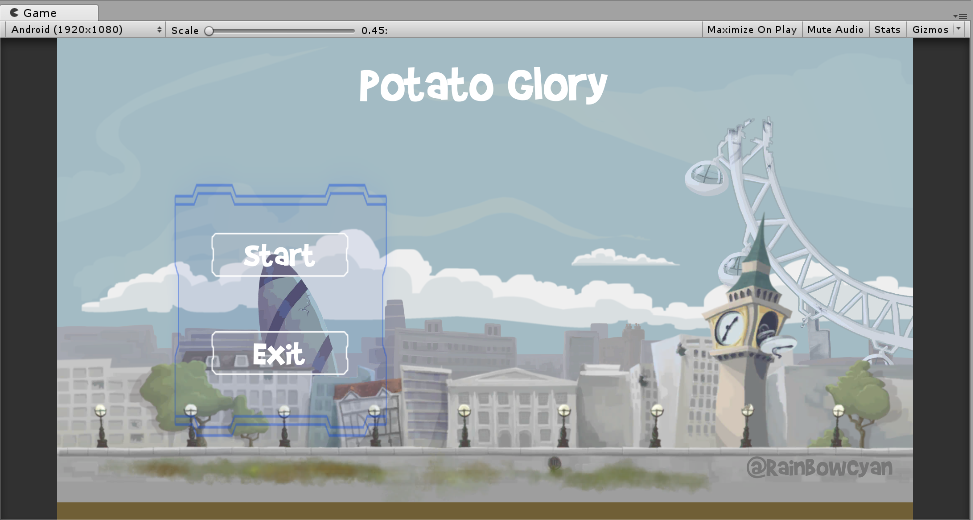 Game
Android (1920x1080) Scale 0.45: Maximize On Play Mute Audio Stats Gizmos
Potato Glory
Start
Exit
@RainBowCyan